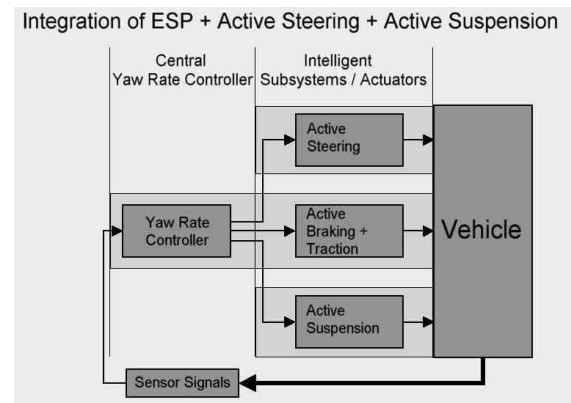 Integration of ESP + Active Steering + Active Suspension
Central
Yaw Rate Controller
Intelligent
Subsystems / Actuators
Active
Steering
Yaw Rate
Controller
Active
Braking +
Traction
Vehicle
Active
Suspension
Sensor Signals